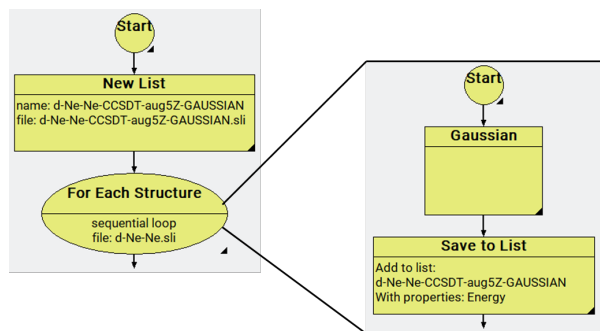 Start
New List
name: d-Ne-Ne-CCSDT-aug5Z-GAUSSIAN
file: d-Ne-Ne-CCSDT-aug5Z-GAUSSIAN.sli
For Each Structure
sequential loop
file: d-Ne-Ne.sli
Start
Gaussian
Save to List
Add to list:
d-Ne-Ne-CCSDT-aug5Z-GAUSSIAN
With properties: Energy